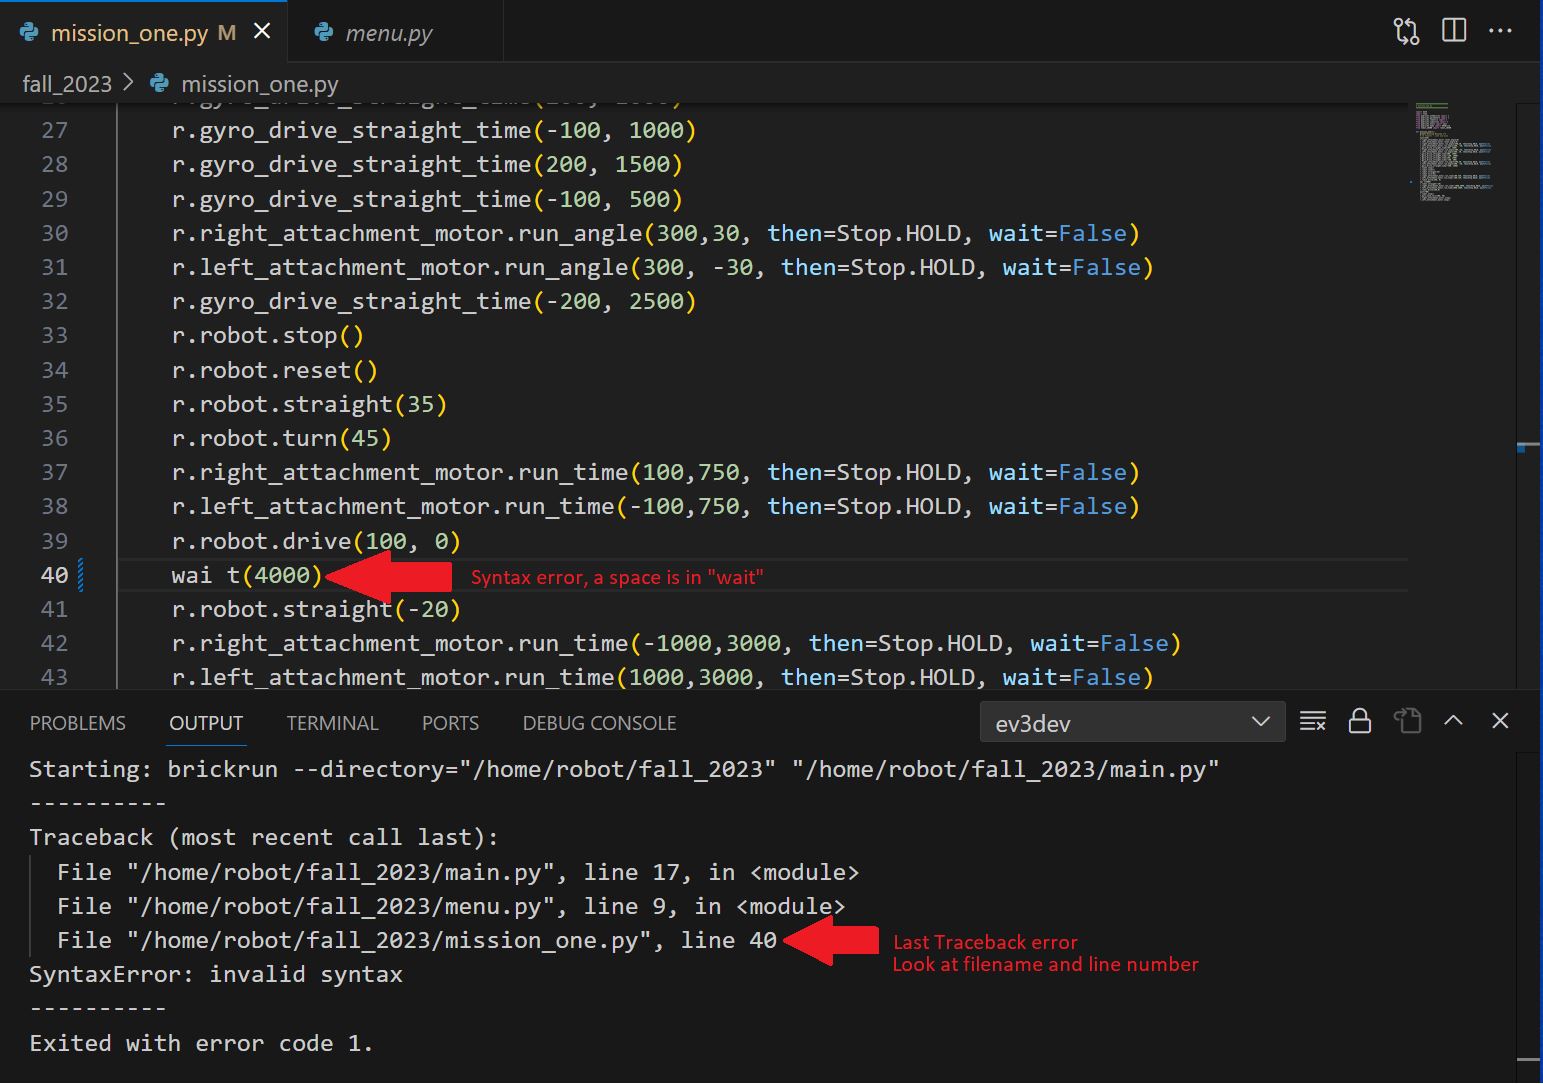 mission_one.py M
menu.py
fall_2023 > mission_one.py
27 r.gyro_drive_straight_time(-100, 1000)
28 r.gyro_drive_straight_time(200, 1500)
29 r.gyro_drive_straight_time(-100, 500)
30 r.right_attachment_motor.run_angle(300,30, then=Stop.HOLD, wait=False)
31 r.left_attachment_motor.run_angle(300, -30, then=Stop.HOLD, wait=False)
32 r.gyro_drive_straight_time(-200, 2500)
33 r.robot.stop()
34 r.robot.reset()
35 r.robot.straight(35)
36 r.robot.turn(45)
37 r.right_attachment_motor.run_time(100,750, then=Stop.HOLD, wait=False)
38 r.left_attachment_motor.run_time(-100,750, then=Stop.HOLD, wait=False)
39 r.robot.drive(100, 0)
40 wai t(4000) Syntax error, a space is in "wait"
41 r.robot.straight(-20)
42 r.right_attachment_motor.run_time(-1000,3000, then=Stop.HOLD, wait=False)
43 r.left_attachment_motor.run_time(1000,3000, then=Stop.HOLD, wait=False)
PROBLEMS OUTPUT TERMINAL PORTS DEBUG CONSOLE ev3dev
Starting: brickrun --directory="/home/robot/fall_2023" "/home/robot/fall_2023/main.py"
----------
Traceback (most recent call last):
File "/home/robot/fall_2023/main.py", line 17, in <module>
File "/home/robot/fall_2023/menu.py", line 9, in <module>
File "/home/robot/fall_2023/mission_one.py", line 40
Last Traceback error
Look at filename and line number
SyntaxError: invalid syntax
----------
Exited with error code 1.